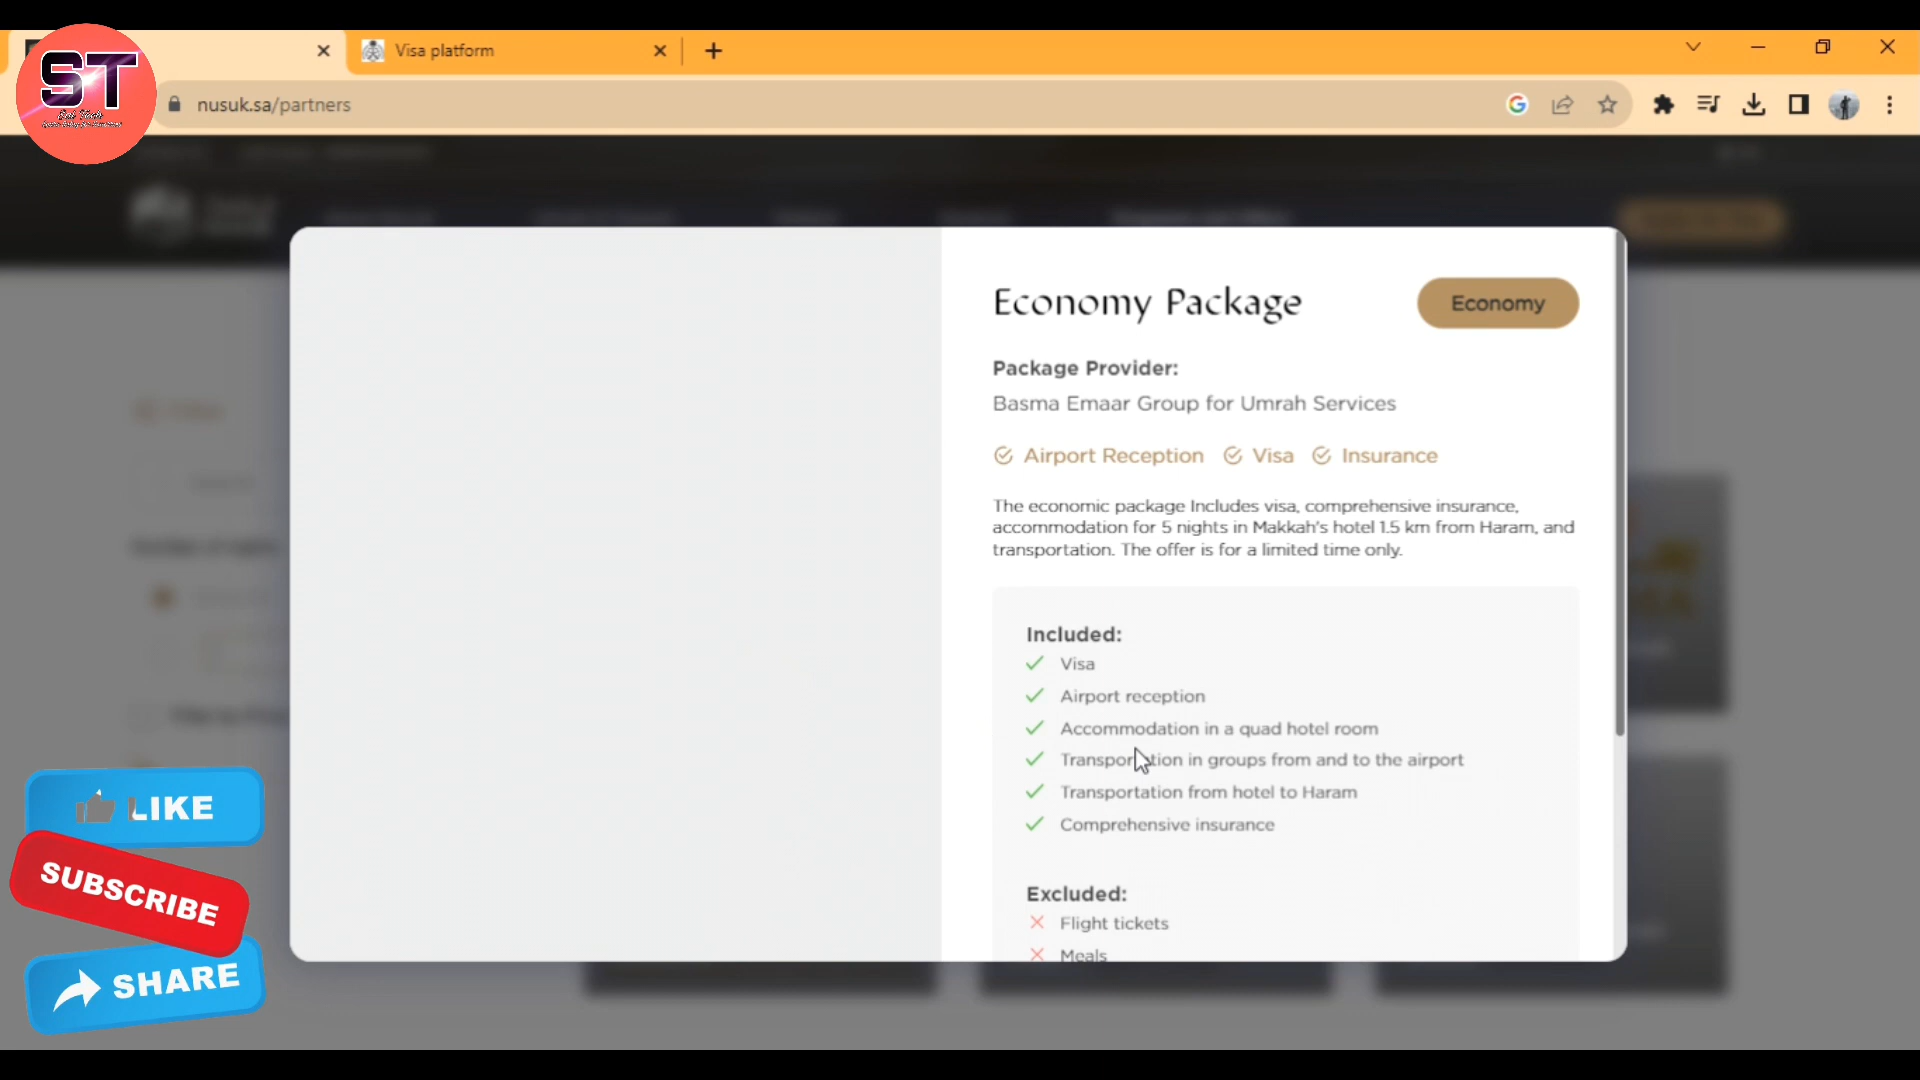 ST
Visa platform
nusuk.sa/partners
Economy Package
Economy
Package Provider:
Basma Emaar Group for Umrah Services
Airport Reception Visa Insurance
The economic package Includes visa, comprehensive insurance,
accommodation for 5 nights in Makkah's hotel 1.5 km from Haram, and
transportation. The offer is for a limited time only.
Included:
Visa
Airport reception
Accommodation in a quad hotel room
Transportation in groups from and to the airport
Transportation from hotel to Haram
Comprehensive insurance
Excluded:
Flight tickets
Meals
LIKE
SUBSCRIBE
SHARE